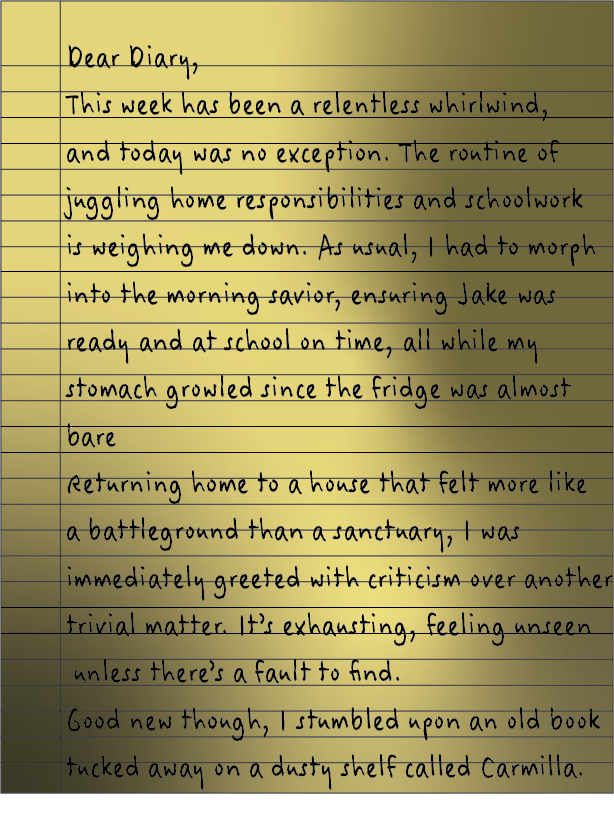 Dear Diary,
This week has been a relentless whirlwind,
and today was no exception. The routine of
juggling home responsibilities and schoolwork
is weighing me down. As usual, I had to morph
into the morning savior, ensuring Jake was
ready and at school on time, all while my
stomach growled since the fridge was almost
bare
Returning home to a house that felt more like
a battleground than a sanctuary, I was
immediately greeted with criticism over another
trivial matter. It's exhausting, feeling unseen
unless there's a fault to find.
Good new though, I stumbled upon an old book
tucked away on a dusty shelf called Carmilla.